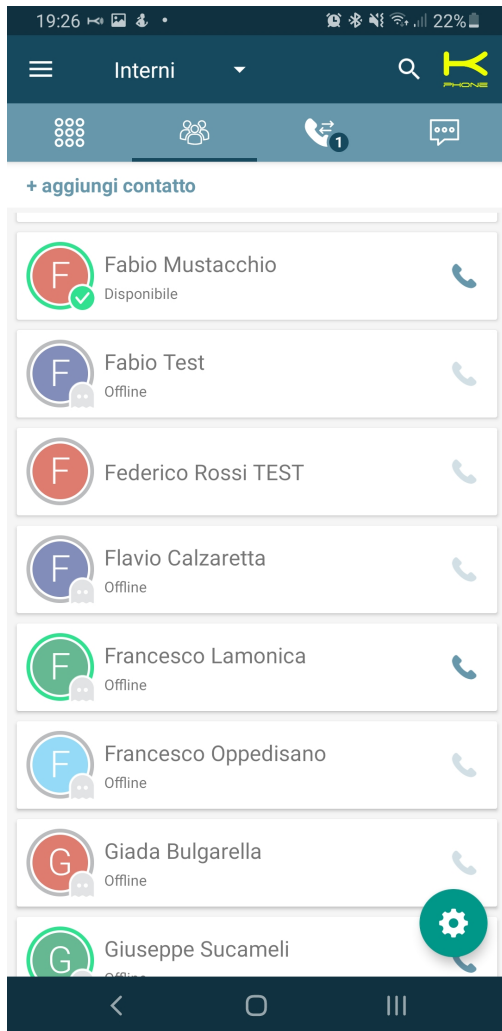 19:26
22%
Interni
PHONE
1
+ aggiungi contatto
F
Fabio Mustacchio
Disponibile
F
Fabio Test
Offline
F
Federico Rossi TEST
F
Flavio Calzaretta
Offline
F
Francesco Lamonica
Offline
F
Francesco Oppedisano
Offline
G
Giada Bulgarella
Offline
G
Giuseppe Sucameli
Offline